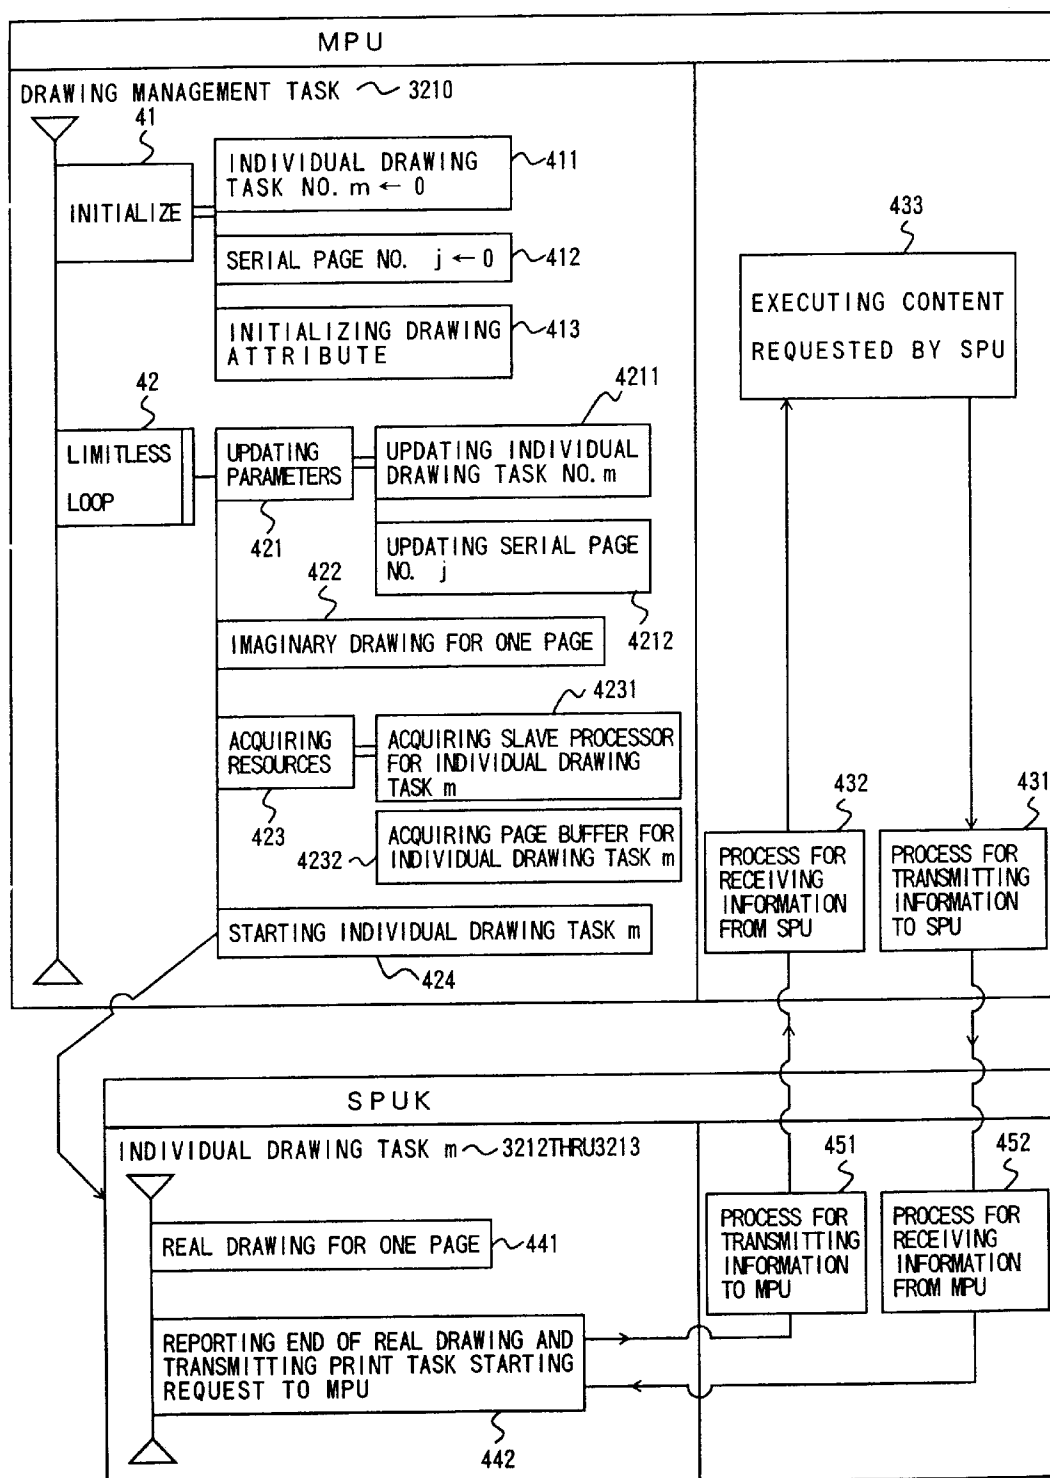 MPU
DRAWING MANAGEMENT TASK 3210
41
INITIALIZE
INDIVIDUAL DRAWING
TASK NO. m ← 0
411
SERIAL PAGE NO. j ← 0
412
INITIALIZING DRAWING
ATTRIBUTE
413
42
LIMITLESS
LOOP
UPDATING
PARAMETERS
421
4211
UPDATING INDIVIDUAL
DRAWING TASK NO. m
UPDATING SERIAL PAGE
NO. j
4212
422
IMAGINARY DRAWING FOR ONE PAGE
ACQUIRING
RESOURCES
423
4231
ACQUIRING SLAVE PROCESSOR
FOR INDIVIDUAL DRAWING
TASK m
4232
ACQUIRING PAGE BUFFER FOR
INDIVIDUAL DRAWING TASK m
STARTING INDIVIDUAL DRAWING TASK m
424
433
EXECUTING CONTENT
REQUESTED BY SPU
432
PROCESS FOR
RECEIVING
INFORMATION
FROM SPU
431
PROCESS FOR
TRANSMITTING
INFORMATION
TO SPU
SPUK
INDIVIDUAL DRAWING TASK m 3212THRU3213
REAL DRAWING FOR ONE PAGE
441
REPORTING END OF REAL DRAWING AND
TRANSMITTING PRINT TASK STARTING
REQUEST TO MPU
442
451
PROCESS FOR
TRANSMITTING
INFORMATION
TO MPU
452
PROCESS FOR
RECEIVING
INFORMATION
FROM MPU